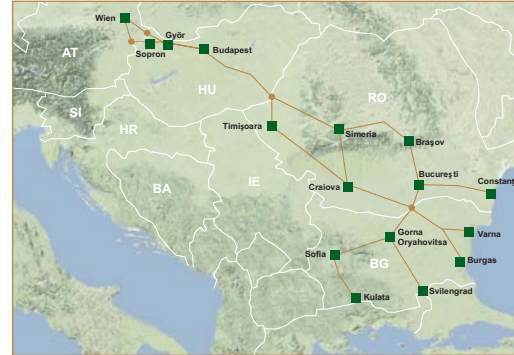 Wien
Györ
Sopron
Budapest
AT
HU
SI
HR
RO
Timişoara
Simeria
Braşov
BA
IE
Craiova
Bucureşti
Constanţ
Gorna
Oryahovitsa
Varna
Sofia
BG
Burgas
Kulata
Svilengrad